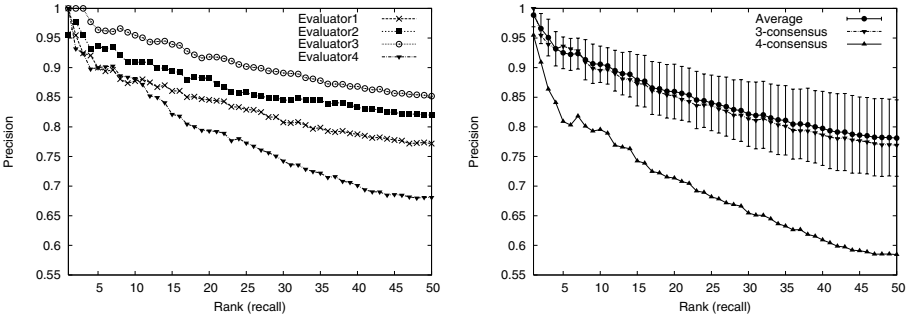 1
0.95
0.9
0.85
0.8
0.75
0.7
0.65
0.6
0.55
Precision
5 10 15 20 25 30 35 40 45 50
Rank (recall)
Evaluator1
Evaluator2
Evaluator3
Evaluator4
1
0.95
0.9
0.85
0.8
0.75
0.7
0.65
0.6
0.55
Precision
5 10 15 20 25 30 35 40 45 50
Rank (recall)
Average
3-consensus
4-consensus